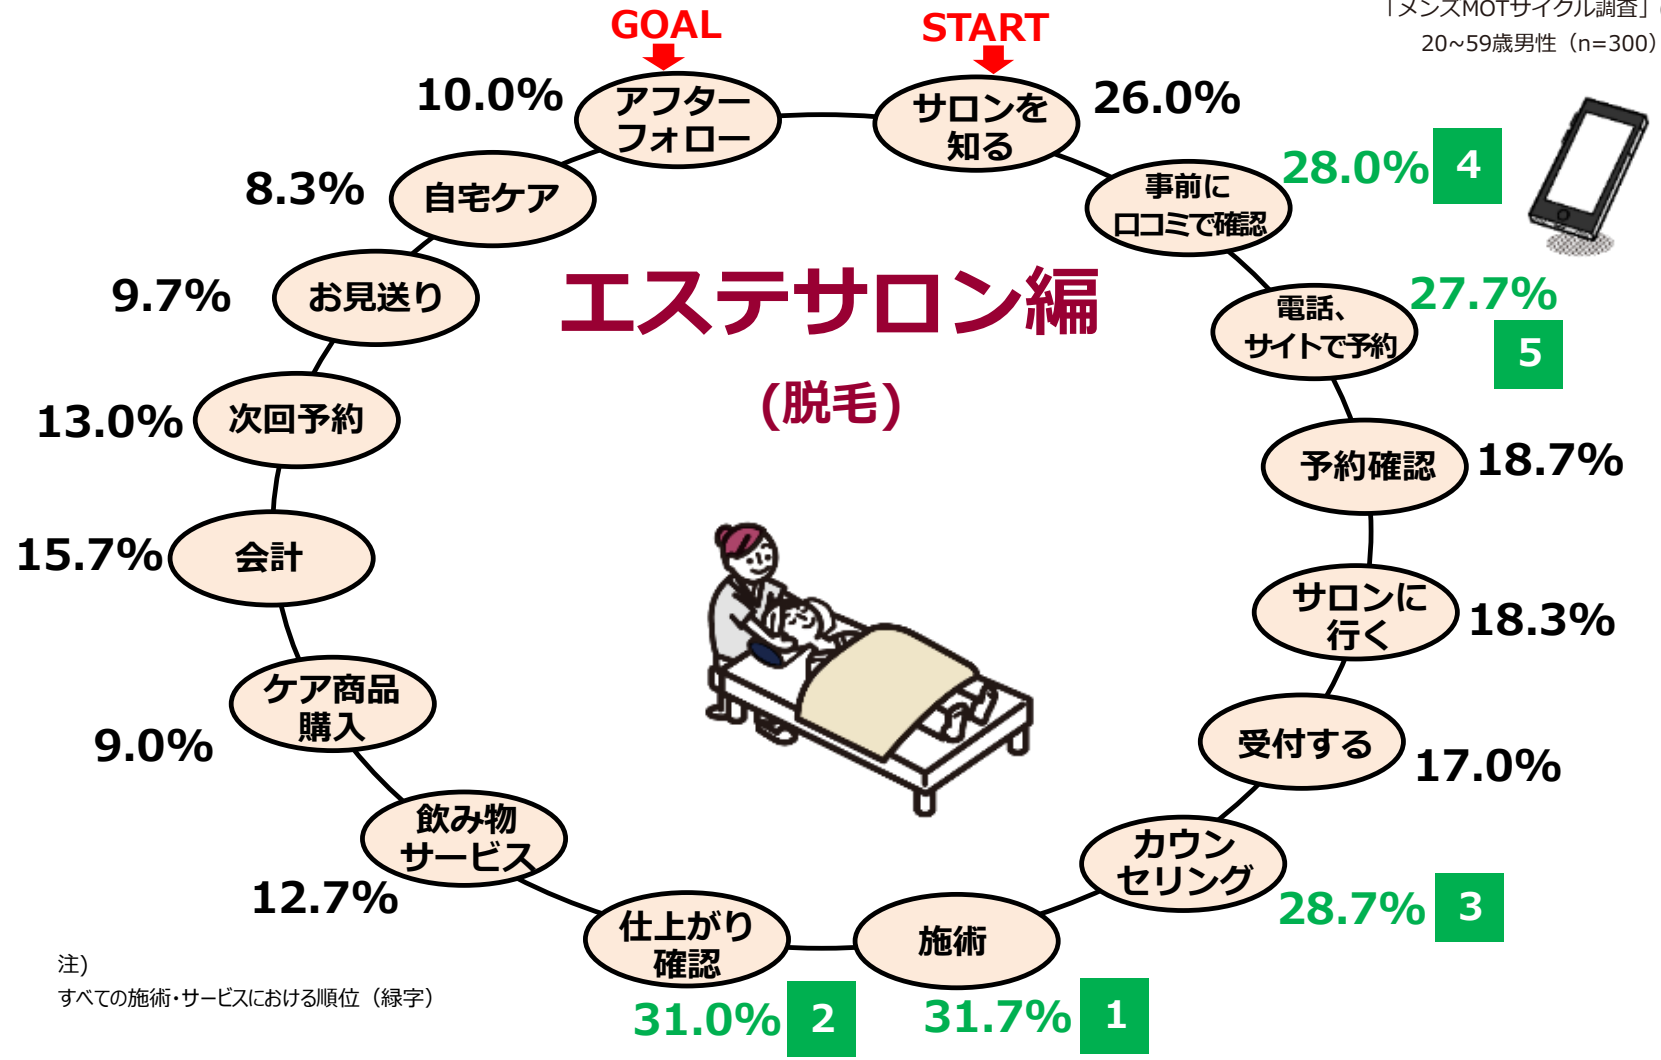 「メンズMOTサイクル調査」
20~59歳男性（n=300）
GOAL
START
アフター
フォロー
10.0%
サロンを
知る
26.0%
事前に
口コミで確認
28.0%
4
電話、
サイトで予約
27.7%
5
予約確認
18.7%
サロンに
行く
18.3%
受付する
17.0%
カウン
セリング
28.7%
3
施術
31.7%
1
仕上がり
確認
31.0%
2
飲み物
サービス
12.7%
ケア商品
購入
9.0%
会計
15.7%
次回予約
13.0%
お見送り
9.7%
自宅ケア
8.3%
エステサロン編
(脱毛)
注)
すべての施術・サービスにおける順位（緑字）